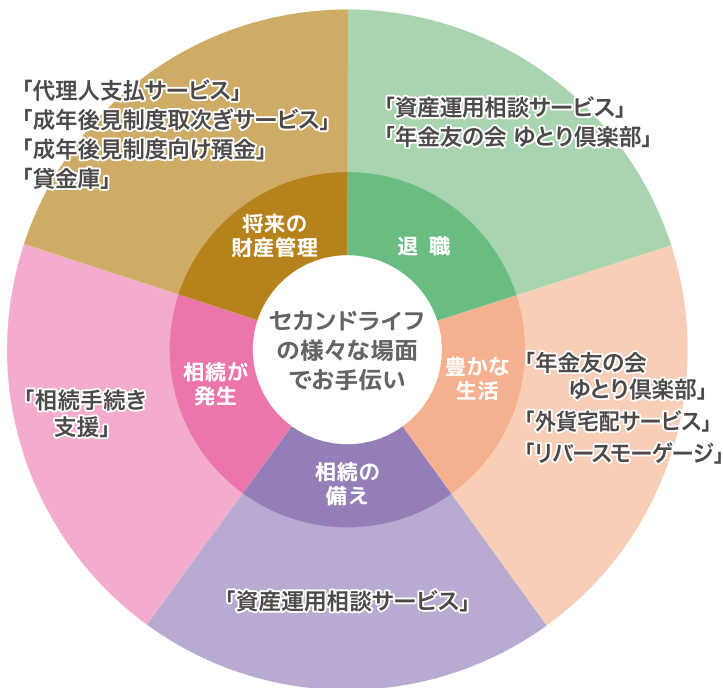 セカンドライフ
の様々な場面
でお手伝い
退 職
「資産運用相談サービス」
「年金友の会 ゆとり倶楽部」
豊かな
生活
「年金友の会
ゆとり倶楽部」
「外貨宅配サービス」
「リバースモーゲージ」
相続の
備え
「資産運用相談サービス」
相続が
発生
「相続手続き
支援」
将来の
財産管理
「代理人支払サービス」
「成年後見制度取次ぎサービス」
「成年後見制度向け預金」
「貸金庫」